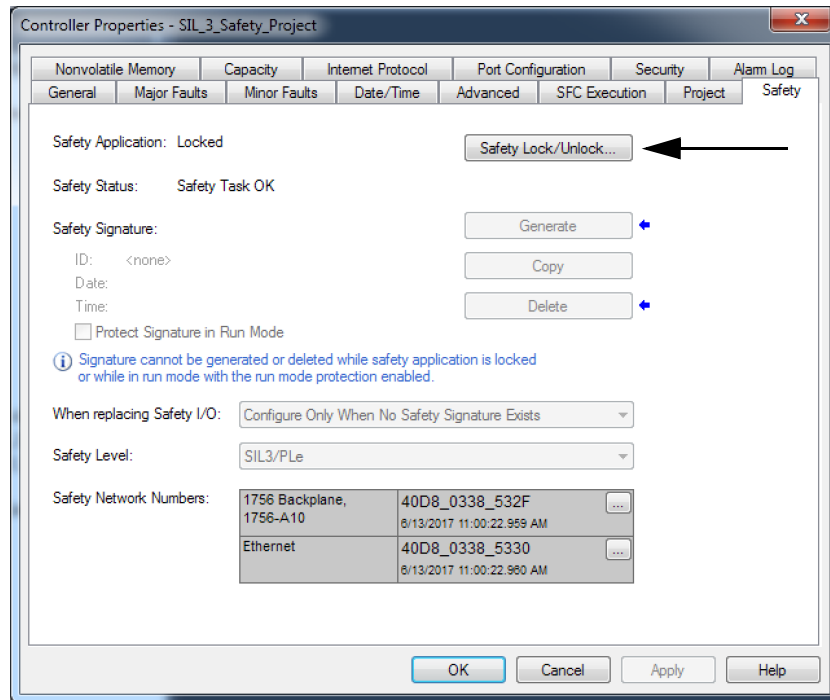 Controller Properties - SIL_3_Safety_Project
x
Nonvolatile Memory Capacity Internet Protocol Port Configuration Security Alarm Log
General Major Faults Minor Faults Date/Time Advanced SFC Execution Project Safety
Safety Application: Locked
Safety Lock/Unlock...
Safety Status: Safety Task OK
Safety Signature:
Generate
ID: <none>
Copy
Date:
Time:
Delete
Protect Signature in Run Mode
i Signature cannot be generated or deleted while safety application is locked
or while in run mode with the run mode protection enabled.
When replacing Safety I/O: Configure Only When No Safety Signature Exists
Safety Level: SIL3/PLe
Safety Network Numbers:
1756 Backplane,
1756-A10
40D8_0338_532F
...
6/13/2017 11:00:22.959 AM
Ethernet
40D8_0338_5330
...
6/13/2017 11:00:22.960 AM
OK Cancel Apply Help